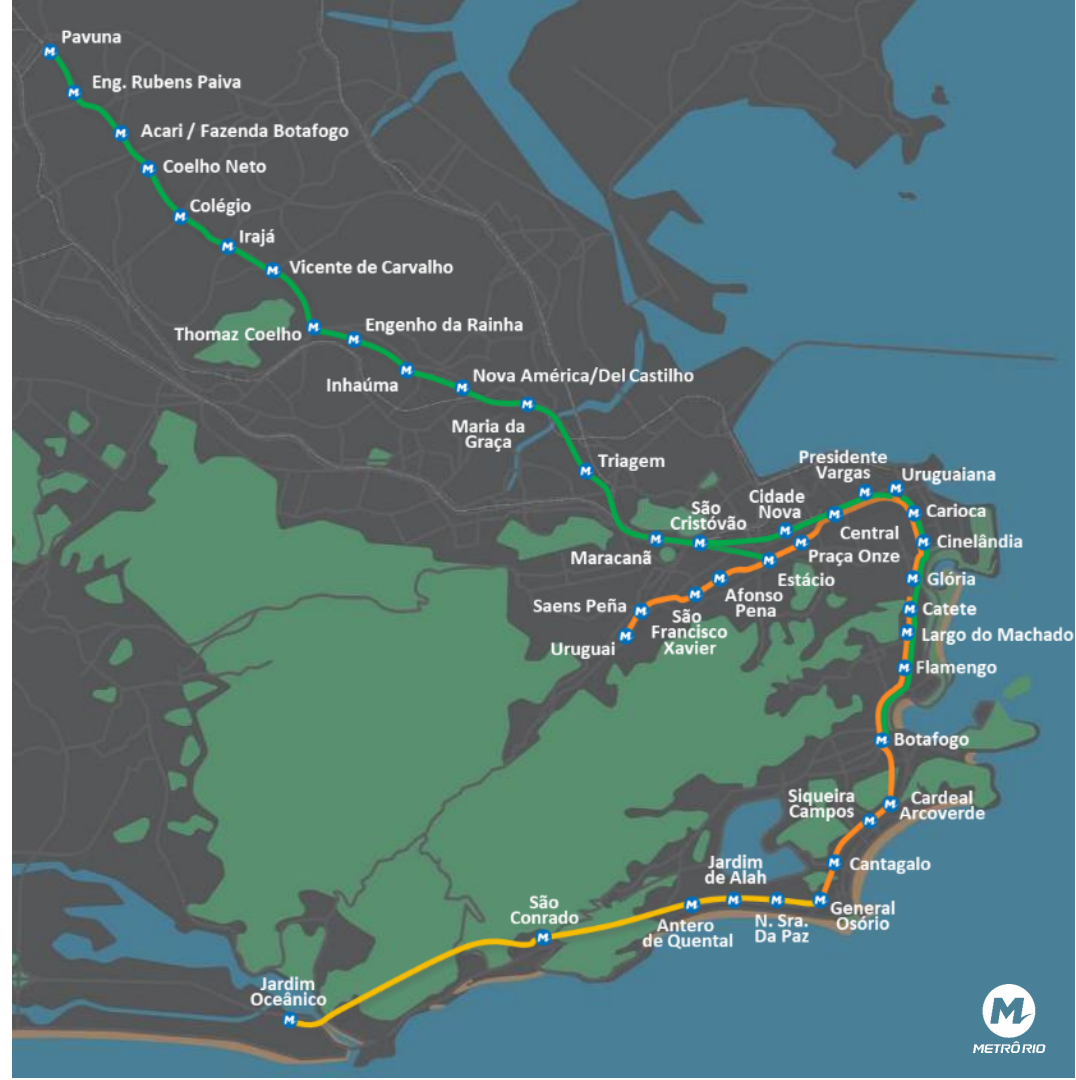 Pavuna
Eng. Rubens Paiva
Acari / Fazenda Botafogo
Coelho Neto
Colégio
Irajá
Vicente de Carvalho
Thomaz Coelho
Engenho da Rainha
Inhaúma
Nova América/Del Castilho
Maria da
Graça
Triagem
Maracanã
São
Cristóvão
Cidade
Nova
Presidente
Vargas
Uruguaiana
Carioca
Central
Cinelândia
Praça Onze
Estácio
Afonso
Pena
São
Francisco
Xavier
Saens Peña
Uruguai
Glória
Catete
Largo do Machado
Flamengo
Botafogo
Cardeal
Arcoverde
Siqueira
Campos
Cantagalo
General
Osório
N. Sra.
Da Paz
Jardim
de Alah
Antero
de Quental
São
Conrado
Jardim
Oceânico
METRÔ RIO